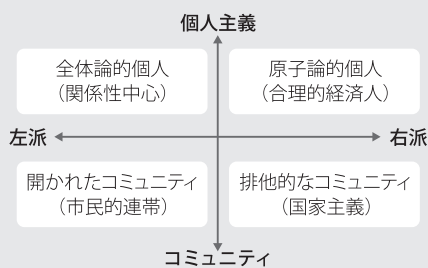 個人主義
全体論的個人
（関係性中心）
原子論的個人
（合理的経済人）
左派
右派
開かれたコミュニティ
（市民的連帯）
排他的なコミュニティ
（国家主義）
コミュニティ